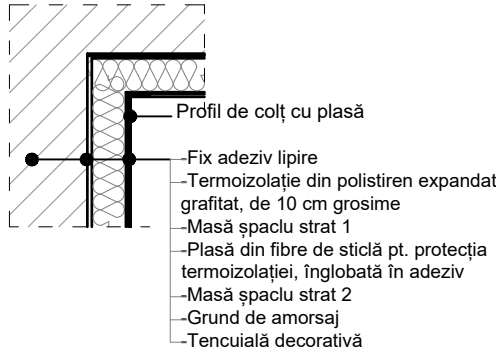 Profil de colț cu plasă
-Fix adeziv lipire
-Termoizolație din polistiren expandat
grafitat, de 10 cm grosime
-Masă șpaclu strat 1
-Plasă din fibre de sticlă pt. protecția
termoizolației, înglobată în adeziv
-Masă șpaclu strat 2
-Grund de amorsaj
-Tencuială decorativă